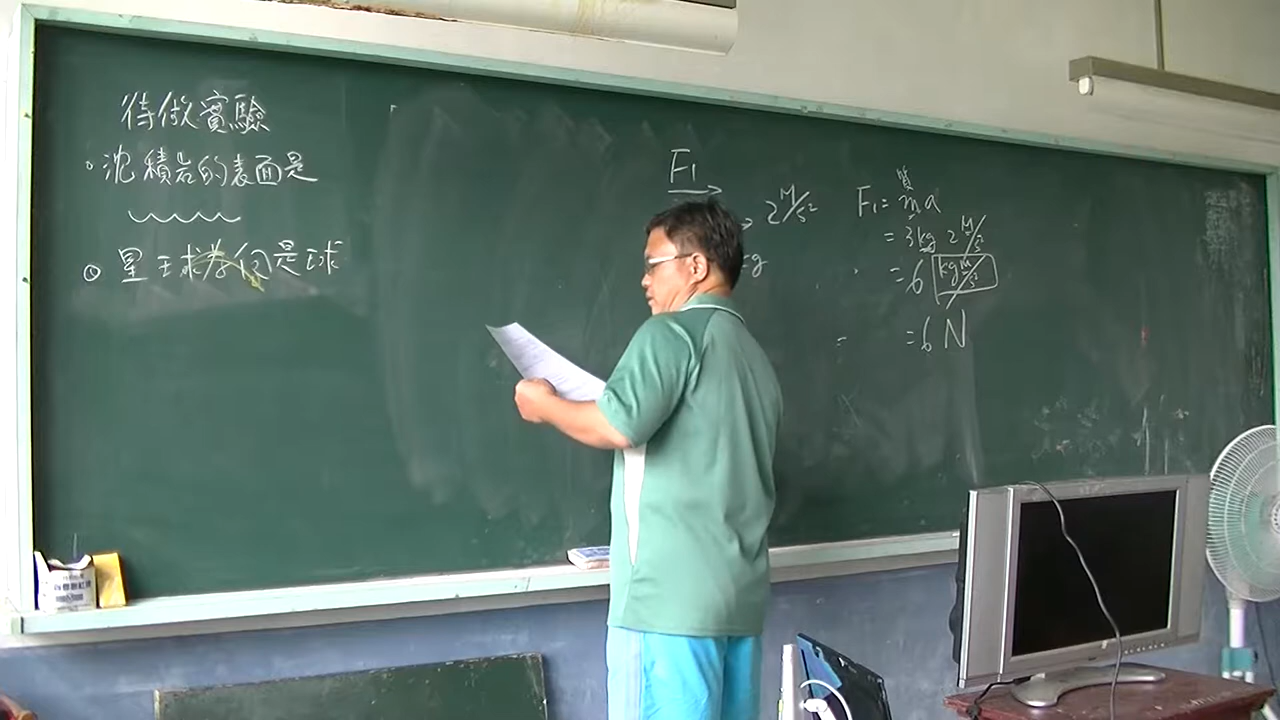 待做實驗
。沈積岩的表面是
。星球為何是球
F1
2 M/s²
g
質
F1 = m a
= 3kg 2 M/s²
= 6 kg M/s²
= 6 N